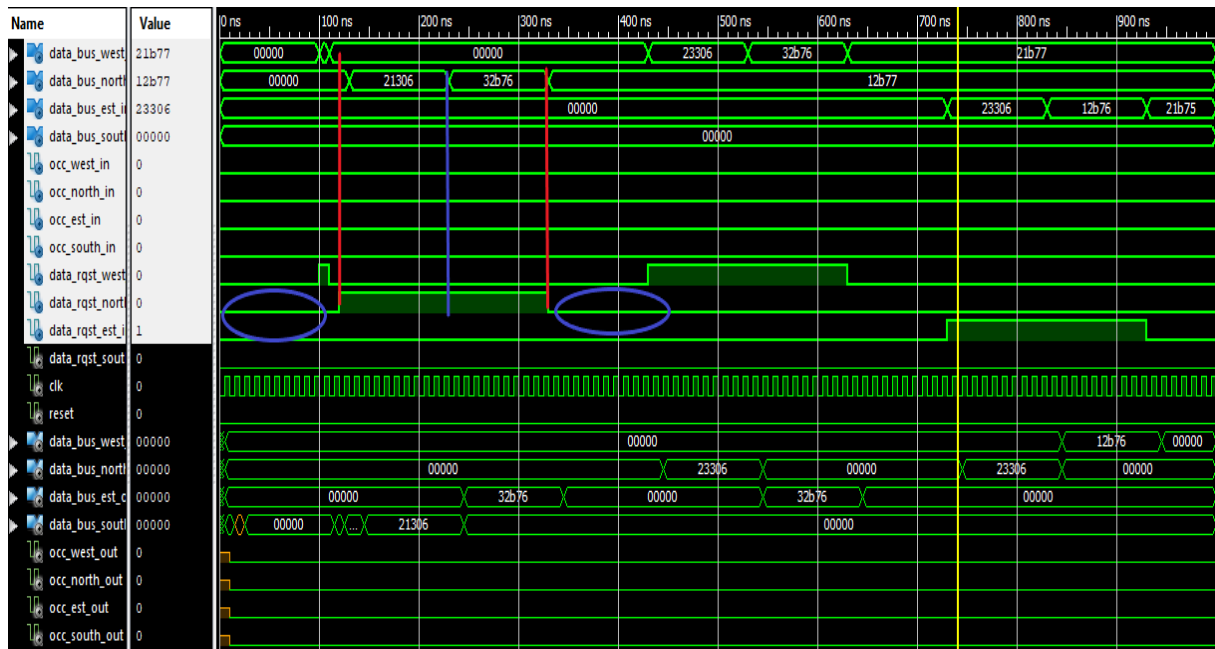 Name Value 0 ns 100 ns 200 ns 300 ns 400 ns 500 ns 600 ns 700 ns 800 ns 900 ns
data_bus_west 21b77 00000 00000 23306 32b76 21b77
data_bus_north 12b77 00000 21306 32b76 12b77
data_bus_est_i 23306 00000 23306 12b76 21b75
data_bus_south 00000 00000
occ_west_in 0
occ_north_in 0
occ_est_in 0
occ_south_in 0
data_rqst_west 0
data_rqst_nort 0
data_rqst_est_i 1
data_rqst_sout 0
clk 0
reset 0
data_bus_west 00000 00000 12b76 00000
data_bus_north 00000 00000 23306 00000 23306 00000
data_bus_est_o 00000 00000 32b76 00000 32b76 00000
data_bus_south 00000 00000 ... 21306 00000
occ_west_out 0
occ_north_out 0
occ_est_out 0
occ_south_out 0